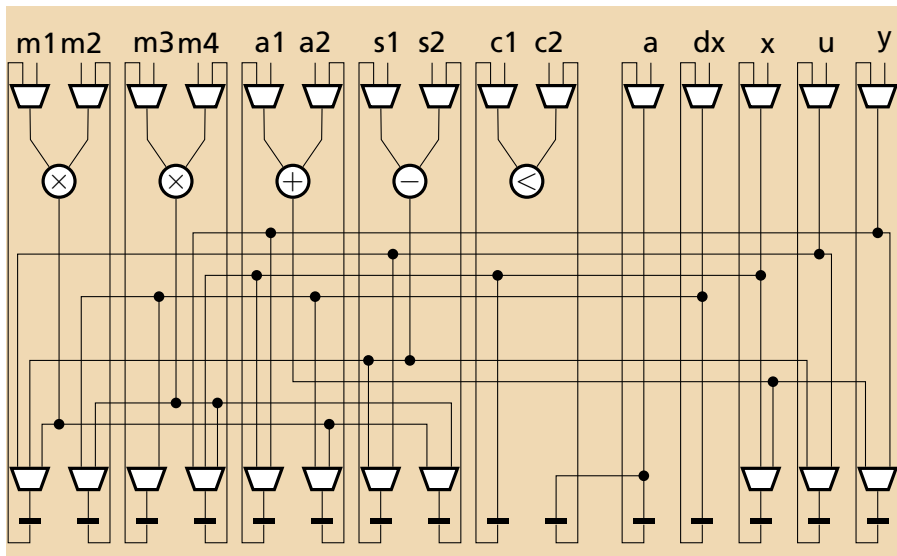 m1 m2 m3 m4 a1 a2 s1 s2 c1 c2 a dx x u y
× × + − <